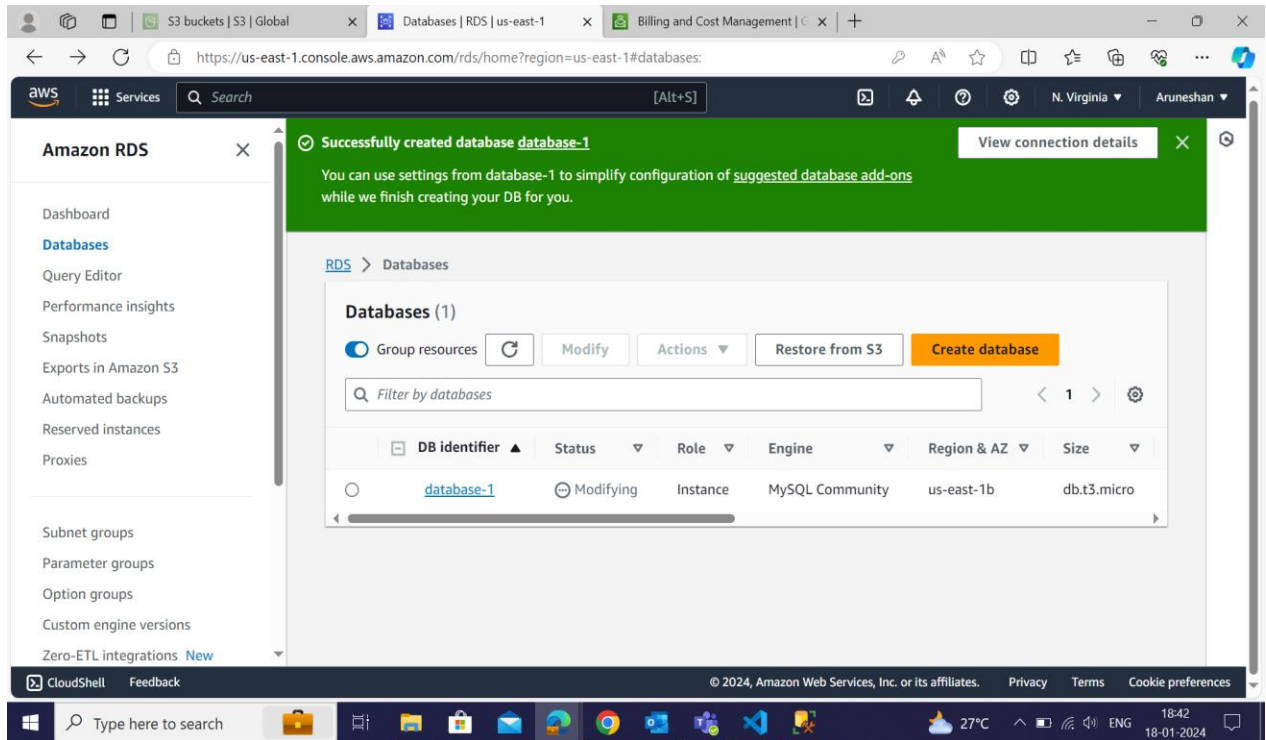 S3 buckets | S3 | Global
Databases | RDS | us-east-1
Billing and Cost Management | G
https://us-east-1.console.aws.amazon.com/rds/home?region=us-east-1#databases:
aws Services Search [Alt+S] N. Virginia ▼ Aruneshan ▼
Amazon RDS
Dashboard
Databases
Query Editor
Performance insights
Snapshots
Exports in Amazon S3
Automated backups
Reserved instances
Proxies
Subnet groups
Parameter groups
Option groups
Custom engine versions
Zero-ETL integrations New
Successfully created database database-1
View connection details
You can use settings from database-1 to simplify configuration of suggested database add-ons
while we finish creating your DB for you.
RDS > Databases
Databases (1)
Group resources Modify Actions ▼ Restore from S3 Create database
Filter by databases
< 1 >
DB identifier ▲ Status Role Engine Region & AZ Size
database-1 Modifying Instance MySQL Community us-east-1b db.t3.micro
CloudShell Feedback © 2024, Amazon Web Services, Inc. or its affiliates. Privacy Terms Cookie preferences
Type here to search 27°C ENG 18:42
18-01-2024